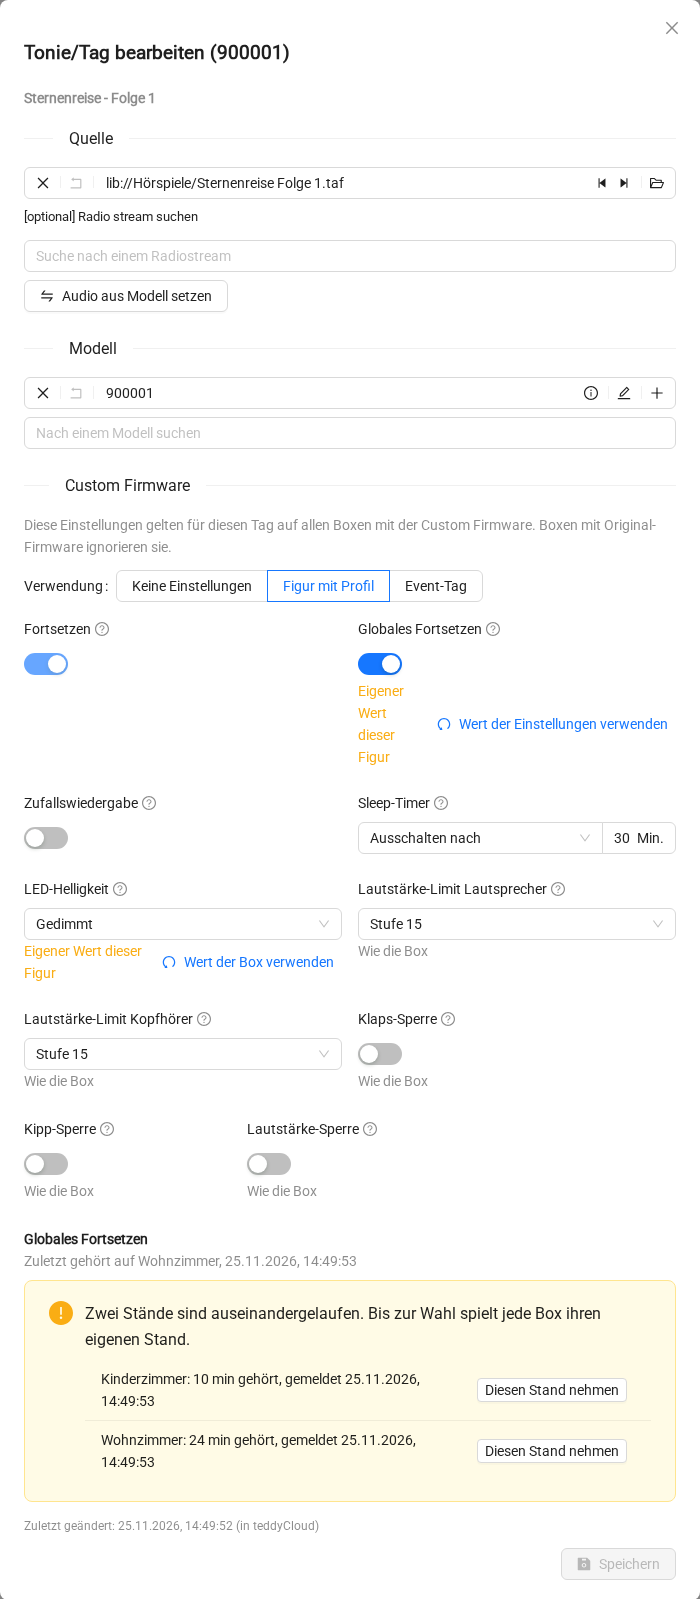 Tonie/Tag bearbeiten (900001)
Sternenreise - Folge 1
Quelle
lib://Hörspiele/Sternenreise Folge 1.taf
[optional] Radio stream suchen
Suche nach einem Radiostream
Audio aus Modell setzen
Modell
900001
Nach einem Modell suchen
Custom Firmware
Diese Einstellungen gelten für diesen Tag auf allen Boxen mit der Custom Firmware. Boxen mit Original-
Firmware ignorieren sie.
Verwendung: Keine Einstellungen Figur mit Profil Event-Tag
Fortsetzen Globales Fortsetzen
Eigener
Wert
dieser
Figur
Wert der Einstellungen verwenden
Zufallswiedergabe Sleep-Timer
Ausschalten nach 30 Min.
LED-Helligkeit Lautstärke-Limit Lautsprecher
Gedimmt Stufe 15
Eigener Wert dieser
Figur
Wert der Box verwenden
Wie die Box
Lautstärke-Limit Kopfhörer Klaps-Sperre
Stufe 15
Wie die Box Wie die Box
Kipp-Sperre Lautstärke-Sperre
Wie die Box Wie die Box
Globales Fortsetzen
Zuletzt gehört auf Wohnzimmer, 25.11.2026, 14:49:53
Zwei Stände sind auseinandergelaufen. Bis zur Wahl spielt jede Box ihren
eigenen Stand.
Kinderzimmer: 10 min gehört, gemeldet 25.11.2026,
14:49:53
Diesen Stand nehmen
Wohnzimmer: 24 min gehört, gemeldet 25.11.2026,
14:49:53
Diesen Stand nehmen
Zuletzt geändert: 25.11.2026, 14:49:52 (in teddyCloud)
Speichern